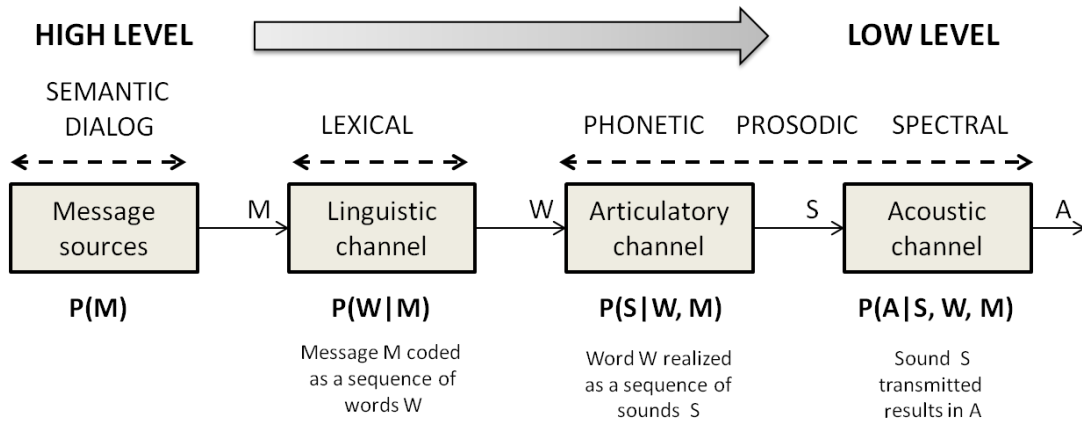 HIGH LEVEL
LOW LEVEL
SEMANTIC
DIALOG
LEXICAL
PHONETIC PROSODIC SPECTRAL
Message
sources
M
Linguistic
channel
W
Articulatory
channel
S
Acoustic
channel
A
P(M)
P(W|M)
P(S|W, M)
P(A|S, W, M)
Message M coded
as a sequence of
words W
Word W realized
as a sequence of
sounds S
Sound S
transmitted
results in A